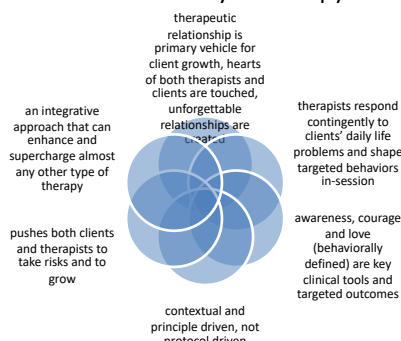 therapeutic
relationship is
primary vehicle for
client growth, hearts
of both therapists and
clients are touched,
unforgettable
relationships are
created
therapists respond
contingently to
clients' daily life
problems and shape
targeted behaviors
in-session
awareness, courage
and love
(behaviorally
defined) are key
clinical tools and
targeted outcomes
contextual and
principle driven, not
protocol driven
pushes both clients
and therapists to
take risks and to
grow
an integrative
approach that can
enhance and
supercharge almost
any other type of
therapy